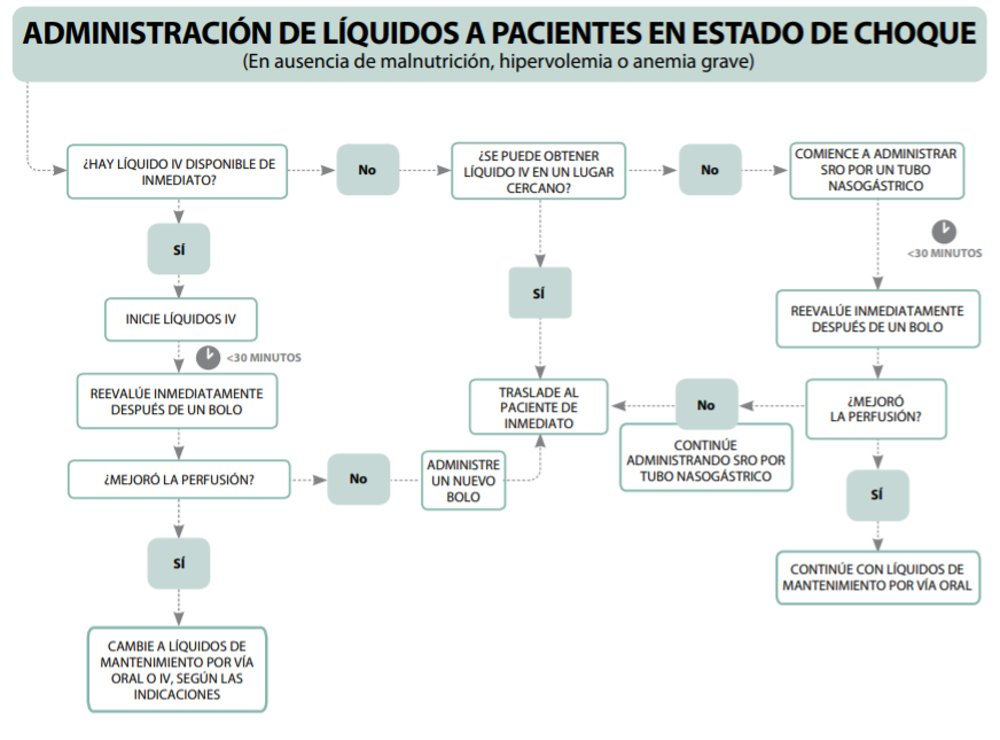 ADMINISTRACIÓN DE LÍQUIDOS A PACIENTES EN ESTADO DE CHOQUE
(En ausencia de malnutrición, hipervolemia o anemia grave)
¿HAY LÍQUIDO IV DISPONIBLE DE
INMEDIATO?
No
¿SE PUEDE OBTENER
LÍQUIDO IV EN UN LUGAR
CERCANO?
No
COMIENCE A ADMINISTRAR
SRO POR UN TUBO
NASOGÁSTRICO
SÍ
INICIE LÍQUIDOS IV
<30 MINUTOS
REEVALÚE INMEDIATAMENTE
DESPUÉS DE UN BOLO
¿MEJORÓ LA PERFUSIÓN?
No
ADMINISTRE
UN NUEVO
BOLO
SÍ
CAMBIE A LÍQUIDOS DE
MANTENIMIENTO POR VÍA
ORAL O IV, SEGÚN LAS
INDICACIONES
SÍ
TRASLADE AL
PACIENTE DE
INMEDIATO
<30 MINUTOS
REEVALÚE INMEDIATAMENTE
DESPUÉS DE UN BOLO
¿MEJORÓ
LA PERFUSIÓN?
No
CONTINÚE
ADMINISTRANDO SRO POR
TUBO NASOGÁSTRICO
SÍ
CONTINÚE CON LÍQUIDOS DE
MANTENIMIENTO POR VÍA ORAL